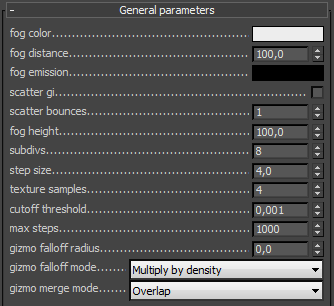 - General parameters
fog color
fog distance 100,0
fog emission
scatter gi
scatter bounces 1
fog height 100,0
subdivs 8
step size 4,0
texture samples 4
cutoff threshold 0,001
max steps 1000
gizmo falloff radius 0,0
gizmo falloff mode Multiply by density
gizmo merge mode Overlap